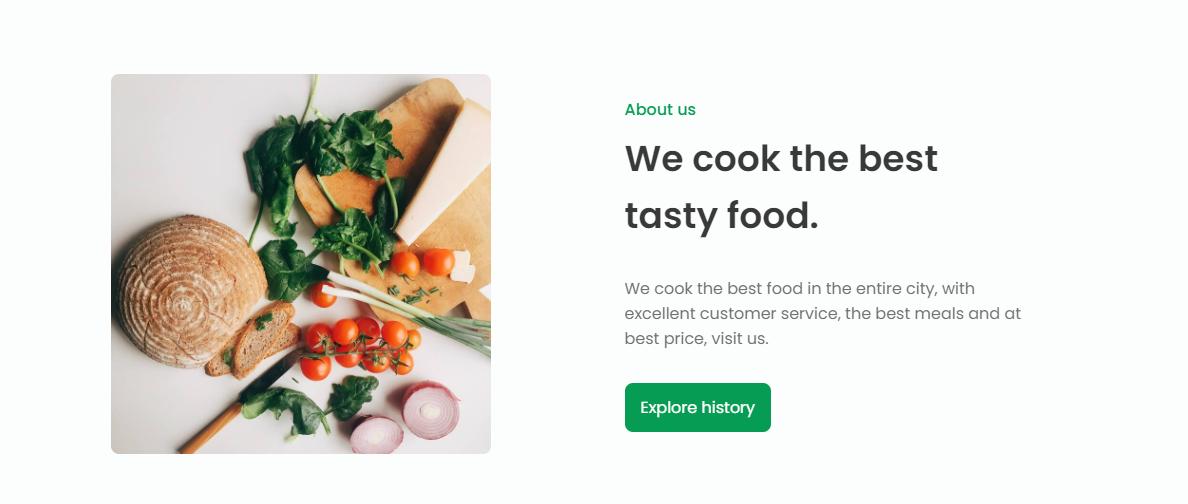 About us
We cook the best
tasty food.
We cook the best food in the entire city, with
excellent customer service, the best meals and at
best price, visit us.
Explore history